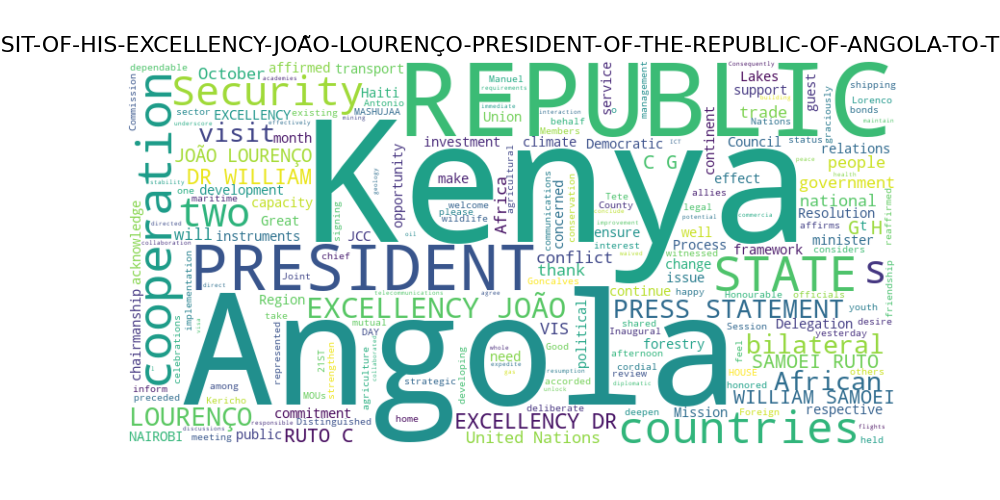 SIT-OF-HIS-EXCELLENCY-JOÃO-LOURENÇO-PRESIDENT-OF-THE-REPUBLIC-OF-ANGOLA-TO-T
dependable
academies
affirmed
transport
October
Security
Commission
sector
EXCELLENCY
existing
Haiti
Antonio
MASHUJAA
REPUBLIC
Manuel
requirements
immediate
Union
interaction
behalf
Members
service
management
Consequently
Lakes
support
building
Nations
trade
guest
graciously
shipping
Lorenco
bonds
maintain
underscore
effectively
visit
month
mining
investment
climate
Democratic
ICT
Council
status
peace
relations
JOÃO LOURENÇO
DR WILLIAM
stability
one
development
maritime
capacity
geology
opportunity
Kenya
make
Africa
agricultural
C G
continent
effect
people
health
government
allies
national
cooperation
two
Great
will
instruments
directed
collaboration
signing
JCC
oil
welcome
please
wildlife
communications
concerned
conservation
conclude
Tete
County
ensure
improvement
interest
legal
potential
commercia
well
Process
witnessed
framework
Resolution
affirms
minister
considers
Gt H
reaffirmed
acknowledge
implementation
chief
Joint
direct
PRESIDENT
conflict
thank
Goncalves
waived
change
issue
STATE
S
friendship
chairmanship
visa
Region
take
telecommunications
mutual
agree
EXCELLENCY JOÃO
continue
happy
PRESS STATEMENT
Honourable
officials
youth
celebrations
represented
DAY
21ST
strengthen
collaborated
Angola
whole
expedite
gas
need
Good
resumption
unlock
VIS
political
shared
afternoon
cordial
review
diplomatic
Inaugural
forestry
Session
feel
HOUSE
Delegation
yesterday
desire
bilateral
SAMOEI RUTO
others
African
inform
preceded
among
Kericho
MOUs
agriculture
strategic
developing
accorded
honored
WILLIAM SAMOEI
LOURENÇO
commitment
responsible
Distinguished
home
deliberate
EXCELLENCY DR
deepen
Mission
Foreign
respective
NAIROBI
discussions
meeting
public
RUTO C
United Nations
countries
flights
held